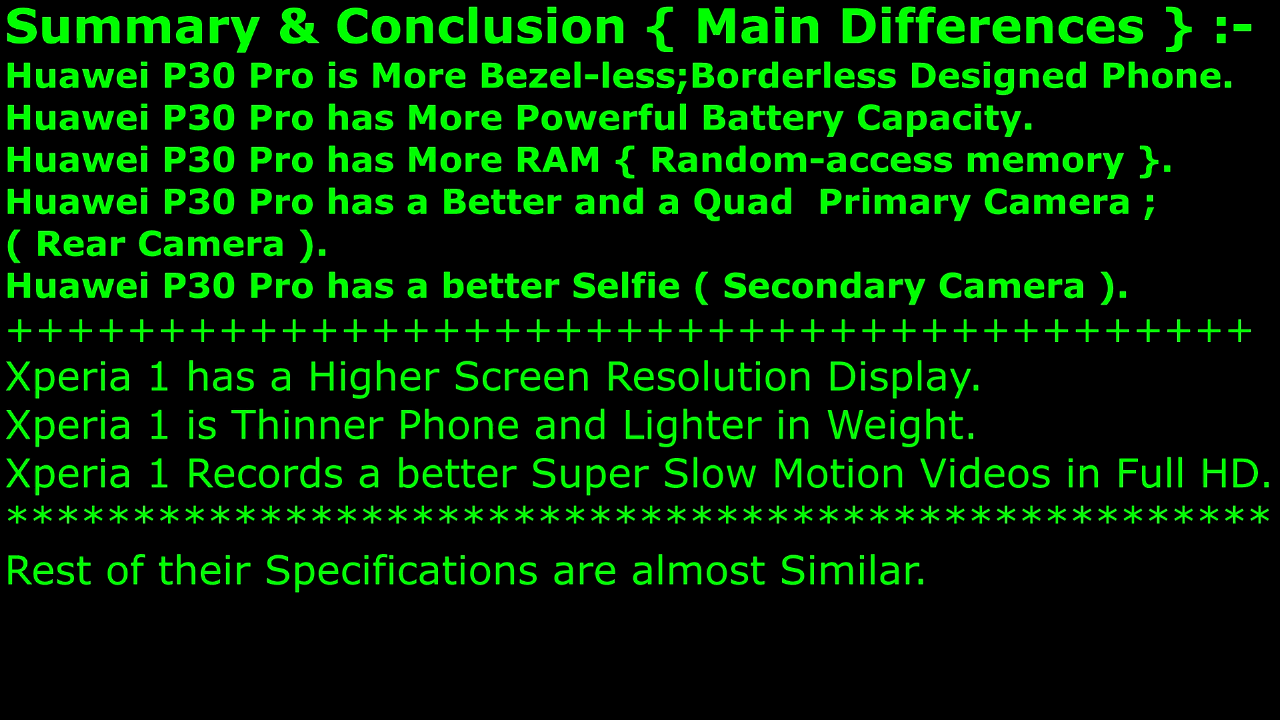 Summary & Conclusion { Main Differences } :-
Huawei P30 Pro is More Bezel-less;Borderless Designed Phone.
Huawei P30 Pro has More Powerful Battery Capacity.
Huawei P30 Pro has More RAM { Random-access memory }.
Huawei P30 Pro has a Better and a Quad  Primary Camera ;
( Rear Camera ).
Huawei P30 Pro has a better Selfie ( Secondary Camera ).
+++++++++++++++++++++++++++++++++++++++++
Xperia 1 has a Higher Screen Resolution Display.
Xperia 1 is Thinner Phone and Lighter in Weight.
Xperia 1 Records a better Super Slow Motion Videos in Full HD.
**************************************************
Rest of their Specifications are almost Similar.